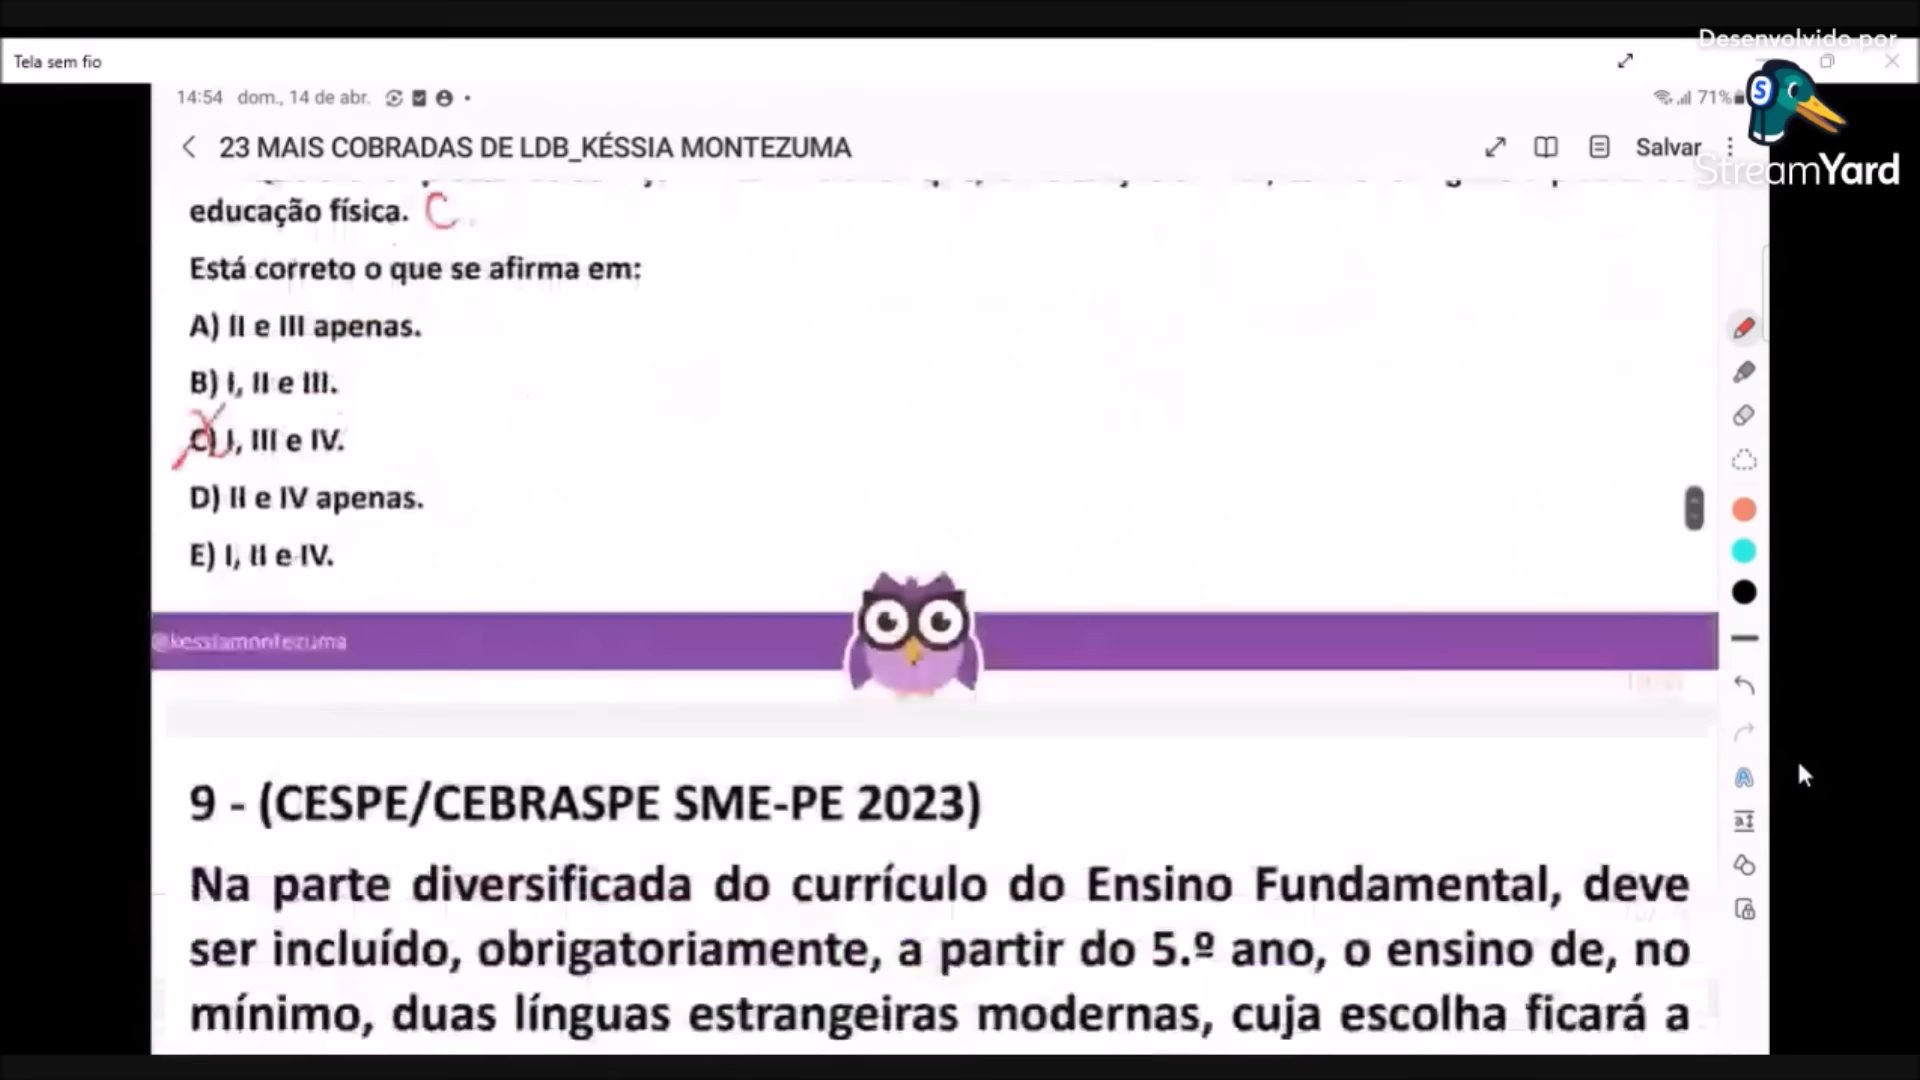 Desenvolvido por
Tela sem fio
14:54 dom., 14 de abr.
71%
23 MAIS COBRADAS DE LDB_KÉSSIA MONTEZUMA
Salvar
StreamYard
educação física. C
Está correto o que se afirma em:
A) II e III apenas.
B) I, II e III.
C) I, III e IV.
D) II e IV apenas.
E) I, II e IV.
@kessiamontezuma
9 - (CESPE/CEBRASPE SME-PE 2023)
Na parte diversificada do currículo do Ensino Fundamental, deve
ser incluído, obrigatoriamente, a partir do 5.º ano, o ensino de, no
mínimo, duas línguas estrangeiras modernas, cuja escolha ficará a